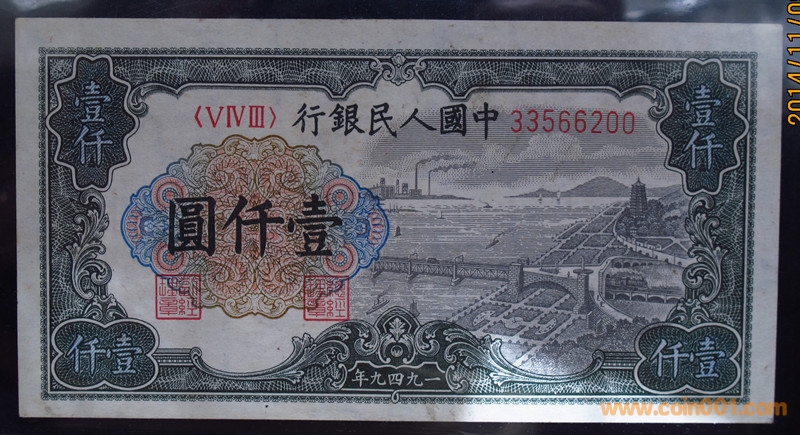 壹仟
壹仟
〈VIVIII〉 行銀民人國中 33566200
圓仟壹
一九四九年
仟壹
仟壹
2014/11/0
www.coin001.com